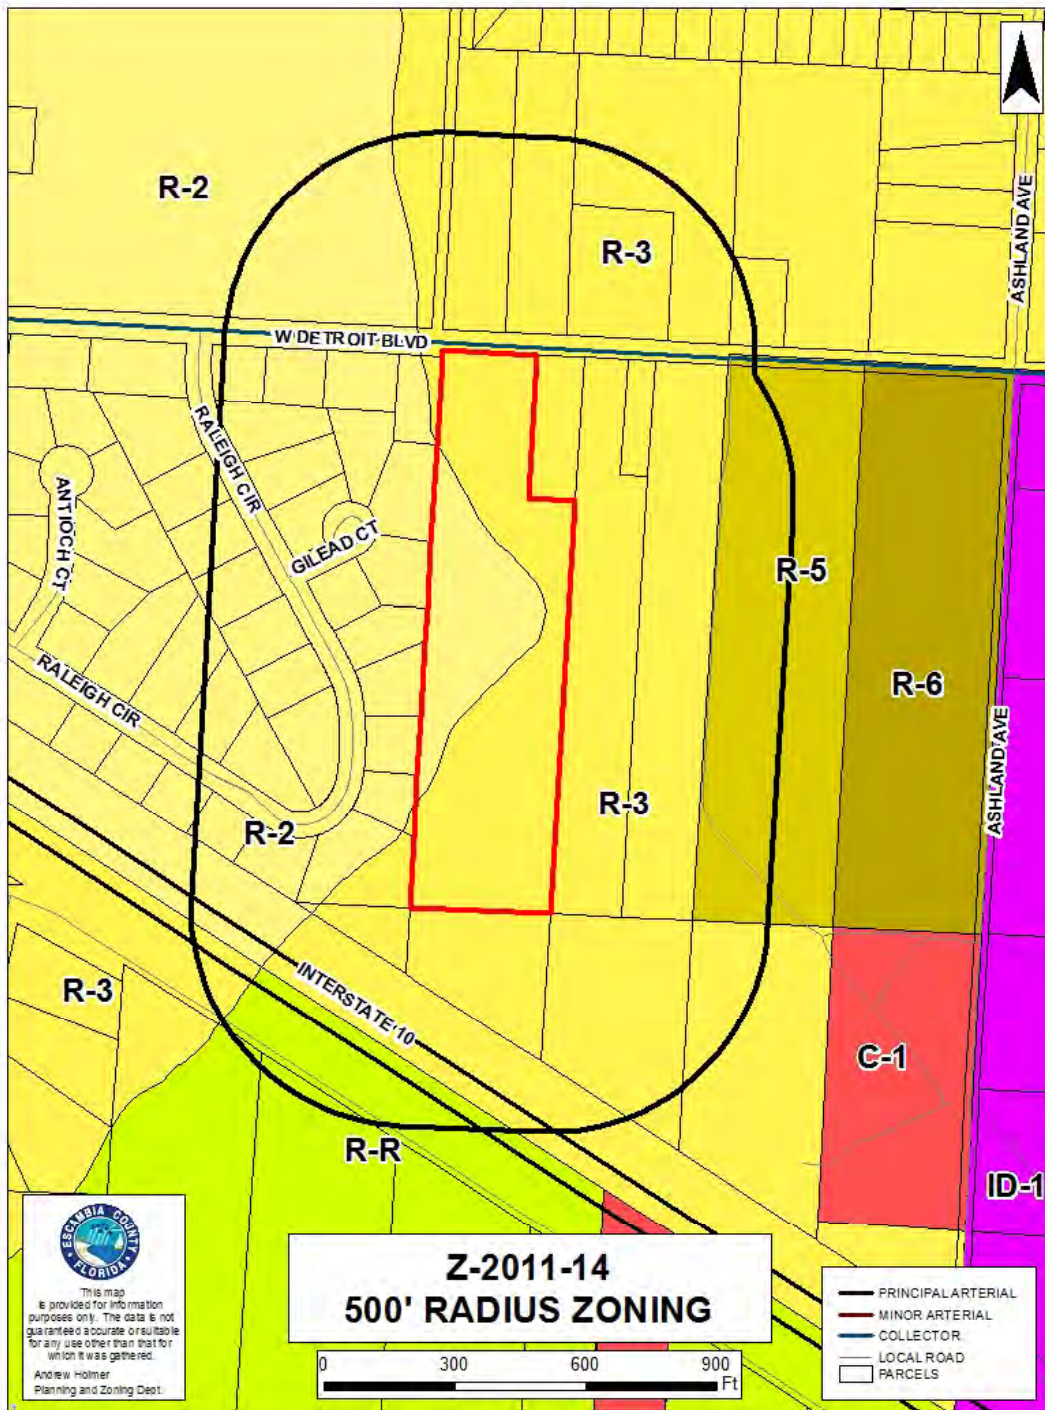 R-2
R-3
ASHLAND AVE
W DETROIT BLVD
RALEIGH CIR
ANTIOCH CT
GILEAD CT
R-5
R-6
RALEIGH CIR
ASHLAND AVE
R-3
R-2
INTERSTATE 10
R-3
C-1
R-R
ID-1
ESCAMBIA COUNTY
FLORIDA
This map
is provided for information
purposes only. The data is not
guaranteed accurate or suitable
for any use other than that for
which it was gathered.
Andrew Holmer
Planning and Zoning Dept.
Z-2011-14
500' RADIUS ZONING
0 300 600 900
Ft
PRINCIPAL ARTERIAL
MINOR ARTERIAL
COLLECTOR
LOCAL ROAD
PARCELS